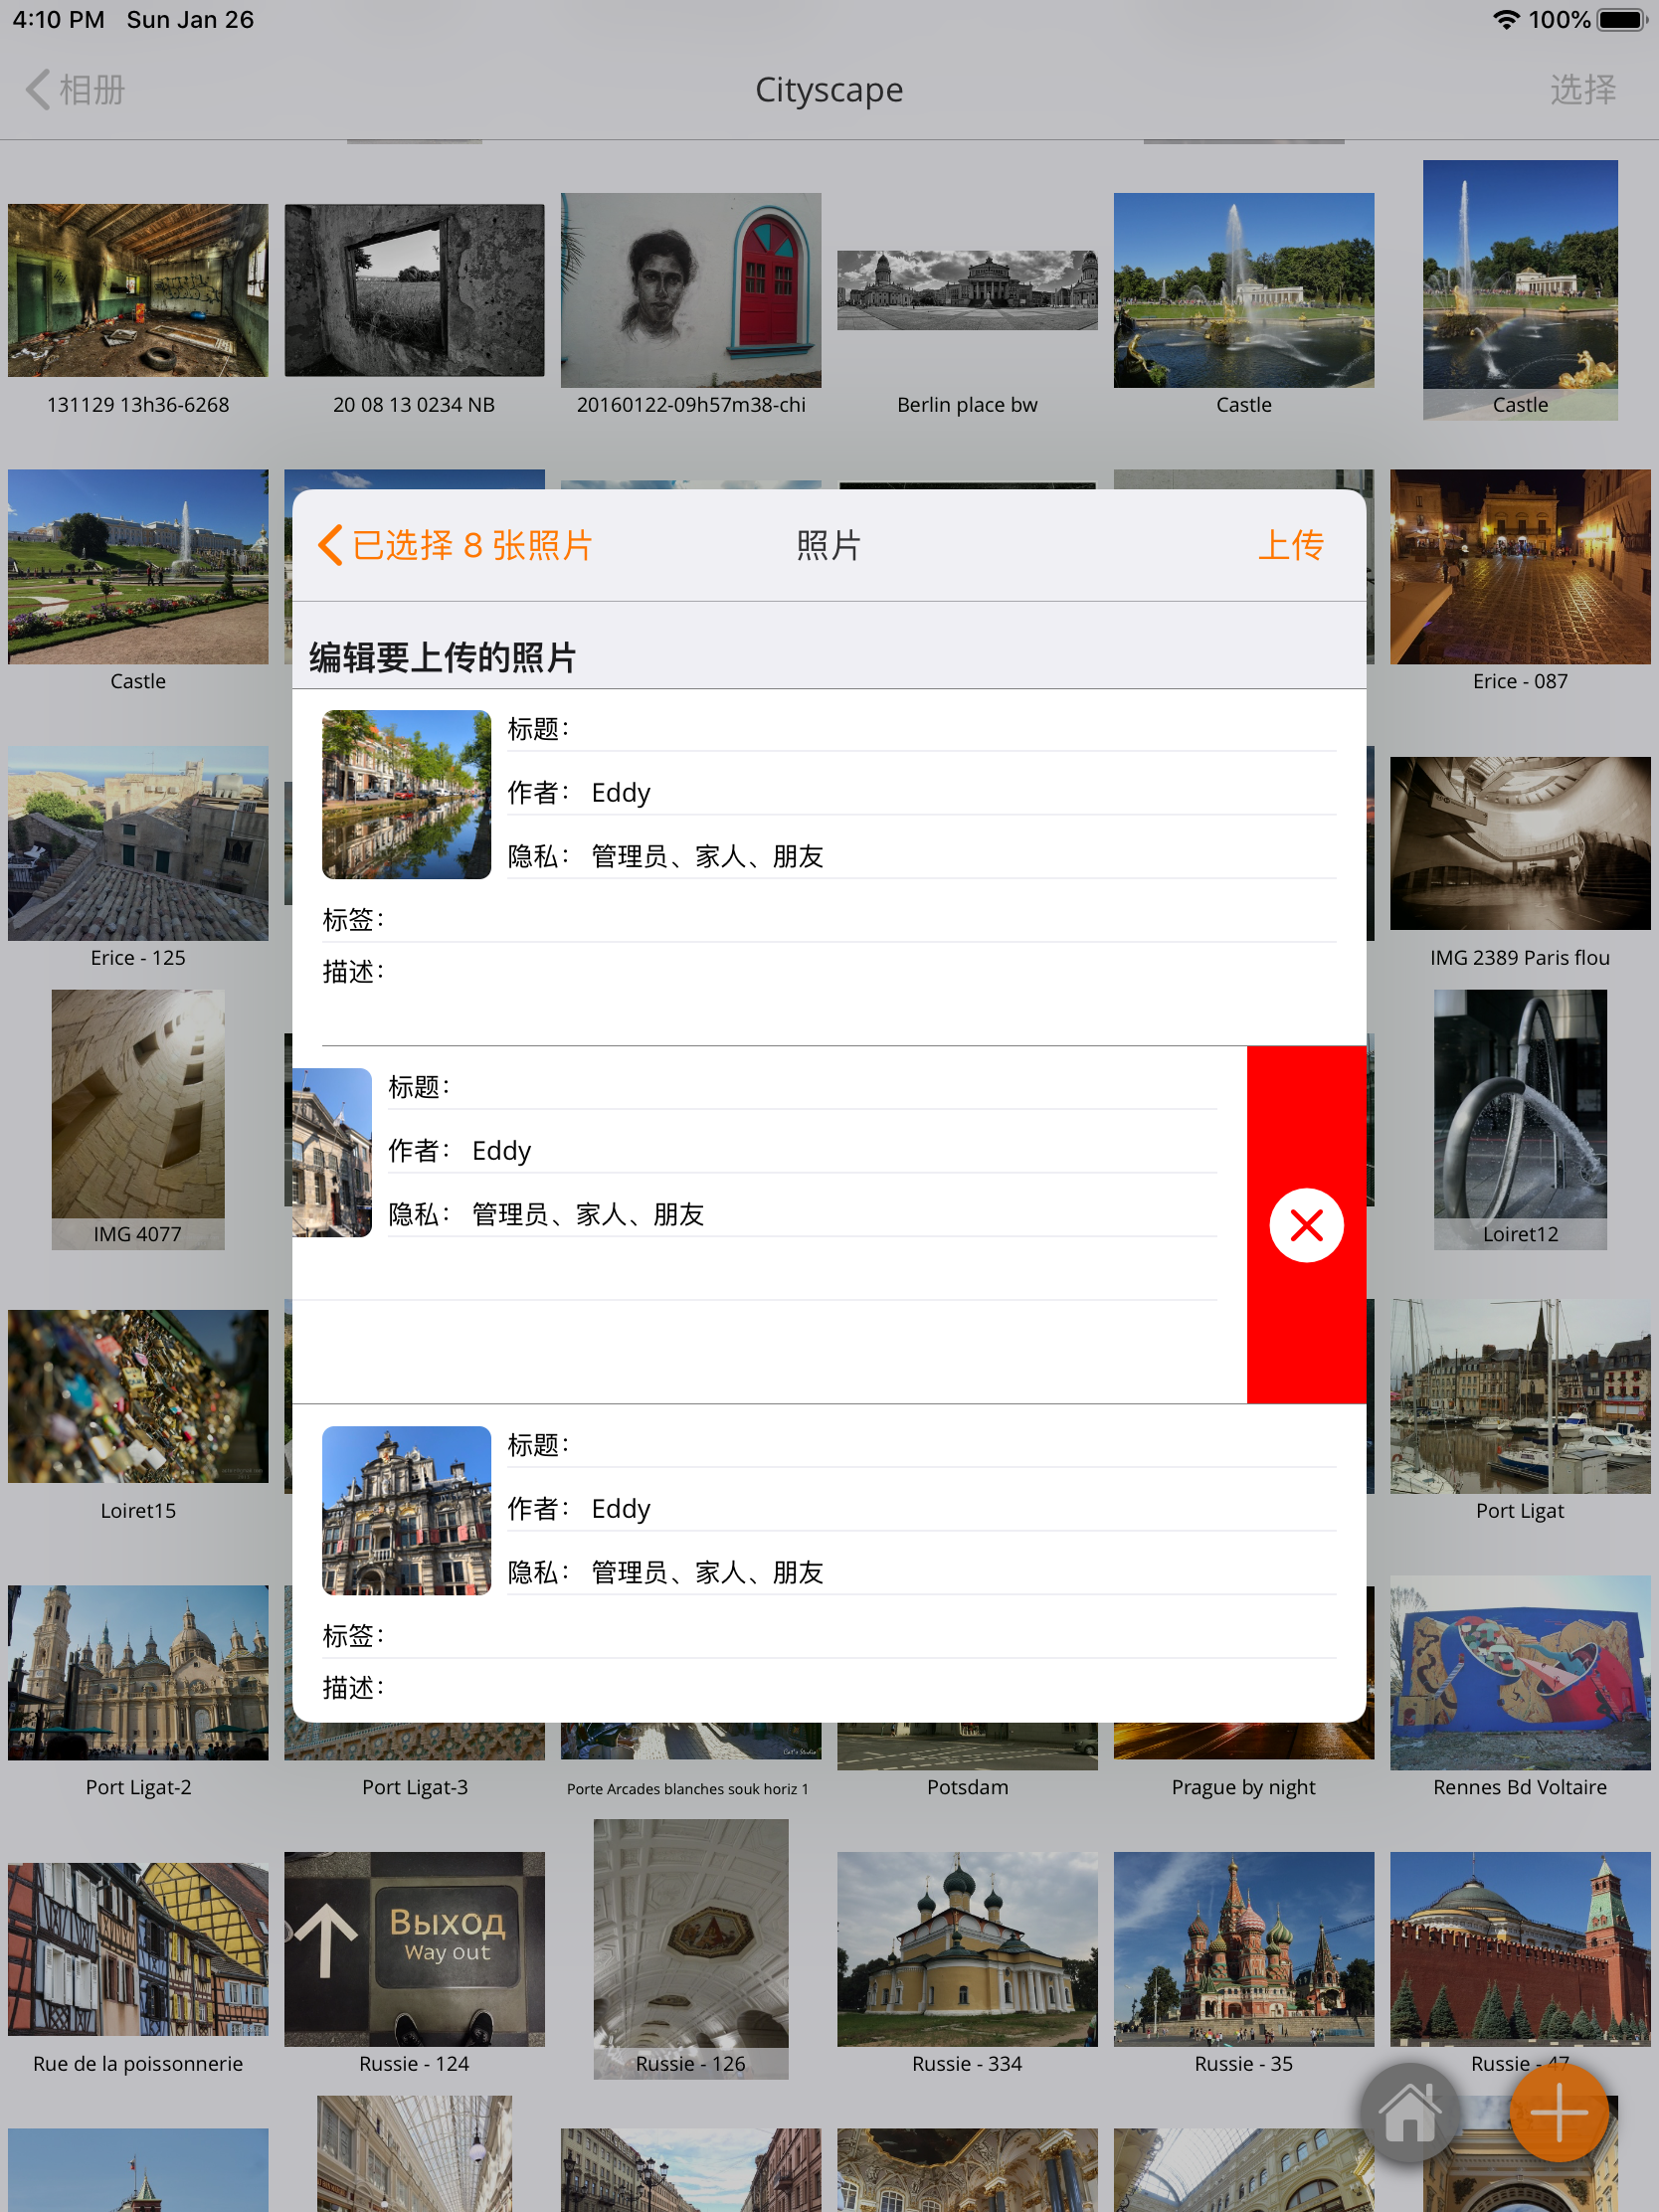 4:10 PM Sun Jan 26
100%
相册
Cityscape
选择
131129 13h36-6268
20 08 13 0234 NB
20160122-09h57m38-chi
Berlin place bw
Castle
Castle
已选择 8 张照片
照片
上传
Castle
Erice - 087
编辑要上传的照片
标题：
作者： Eddy
隐私： 管理员、家人、朋友
标签：
描述：
Erice - 125
IMG 2389 Paris flou
标题：
作者： Eddy
隐私： 管理员、家人、朋友
IMG 4077
Loiret12
标题：
作者： Eddy
隐私： 管理员、家人、朋友
标签：
描述：
Loiret15
Port Ligat
Port Ligat-2
Port Ligat-3
Porte Arcades blanches souk horiz 1
Potsdam
Prague by night
Rennes Bd Voltaire
Выход
Way out
Rue de la poissonnerie
Russie - 124
Russie - 126
Russie - 334
Russie - 35
Russie - 47